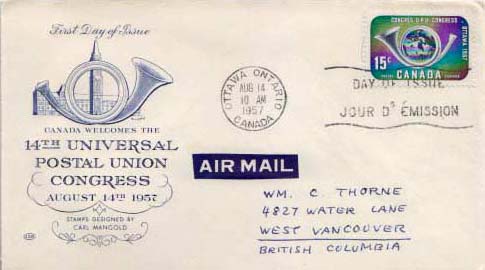 First Day of Issue
CANADA WELCOMES THE
14TH UNIVERSAL
POSTAL UNION
CONGRESS
AUGUST 14TH 1957
STAMPS DESIGNED BY
CARL MANGOLD
OTTAWA ONTARIO
AUG 14
10 AM
1957
CANADA
CONGRES U.P.U. CONGRESS
OTTAWA 1957
15¢
CANADA
DAY OF ISSUE
JOUR D'ÉMISSION
AIR MAIL
WM. C. THORNE
4827 WATER LANE
WEST VANCOUVER
BRITISH COLUMBIA